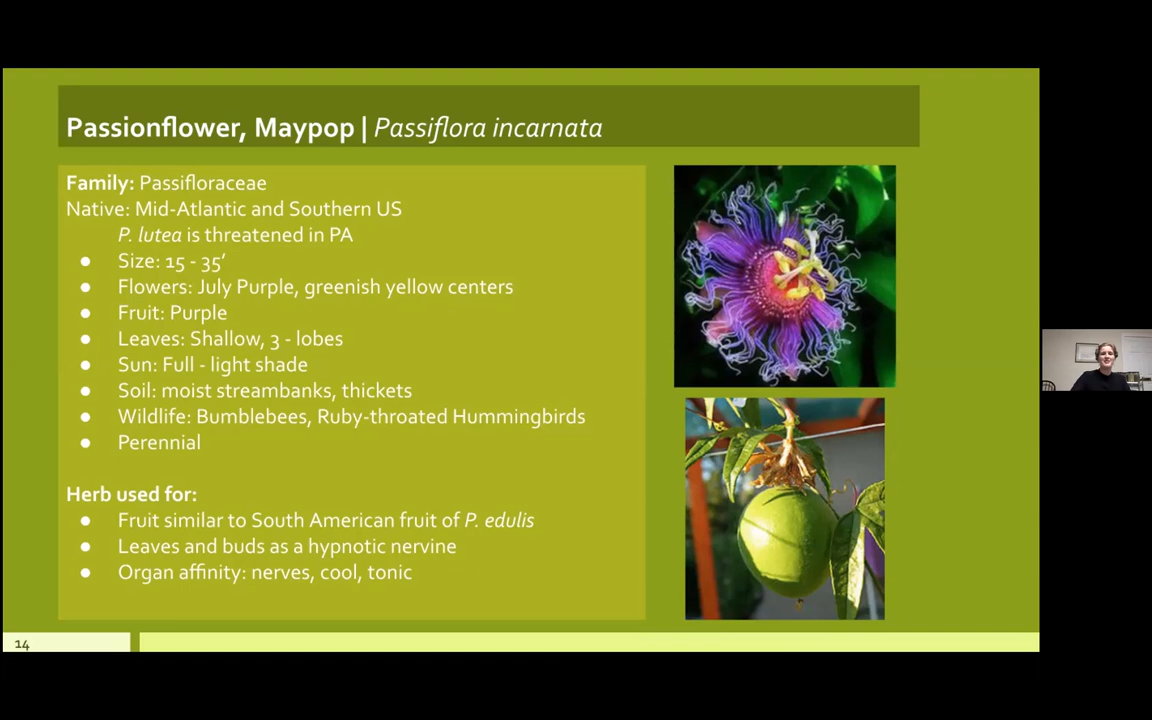 Passionflower, Maypop | Passiflora incarnata
Family: Passifloraceae
Native: Mid-Atlantic and Southern US
P. lutea is threatened in PA
● Size: 15 - 35‘
● Flowers: July Purple, greenish yellow centers
● Fruit: Purple
● Leaves: Shallow, 3 - lobes
● Sun: Full - light shade
● Soil: moist streambanks, thickets
● Wildlife: Bumblebees, Ruby-throated Hummingbirds
● Perennial
Herb used for:
● Fruit similar to South American fruit of P. edulis
● Leaves and buds as a hypnotic nervine
● Organ affinity: nerves, cool, tonic
14